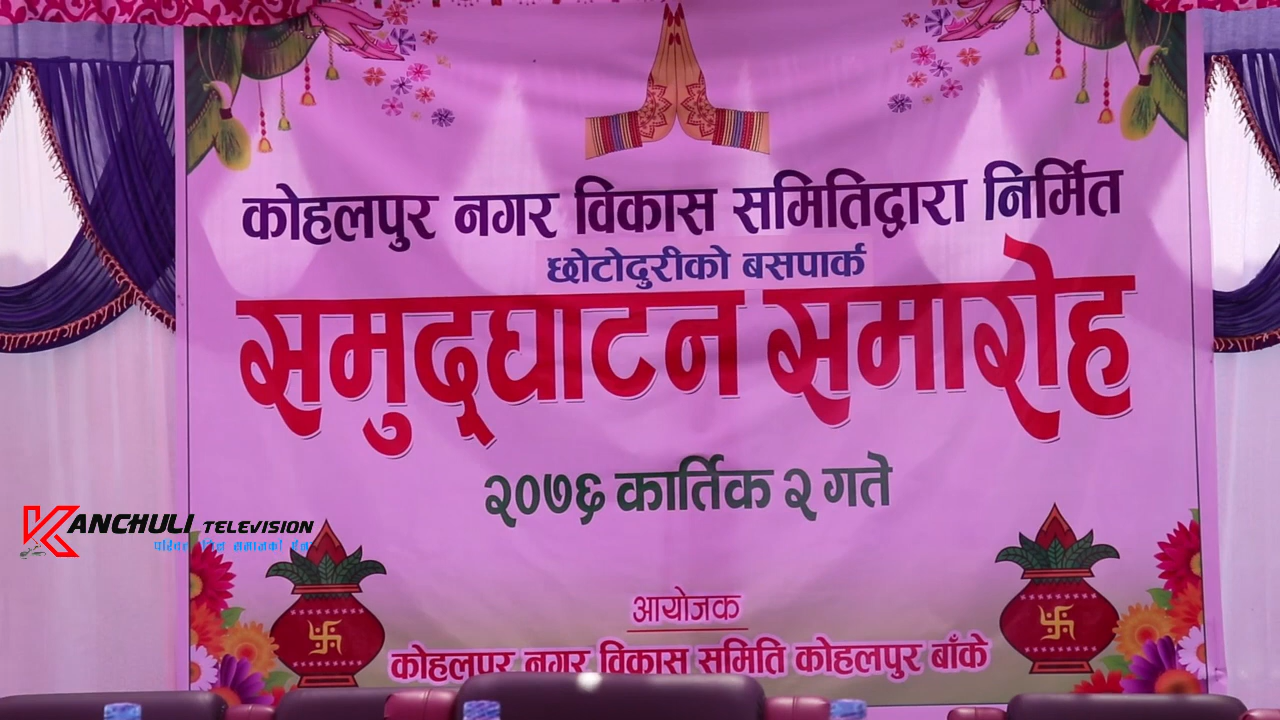 कोहलपुर नगर विकास समितिद्वारा निर्मित
छोटोदुरीको बसपार्क
समुद्घाटन समारोह
२०७६ कार्तिक २ गते
KANCHULI TELEVISION
आयोजक
कोहलपुर नगर विकास समिति कोहलपुर बाँके